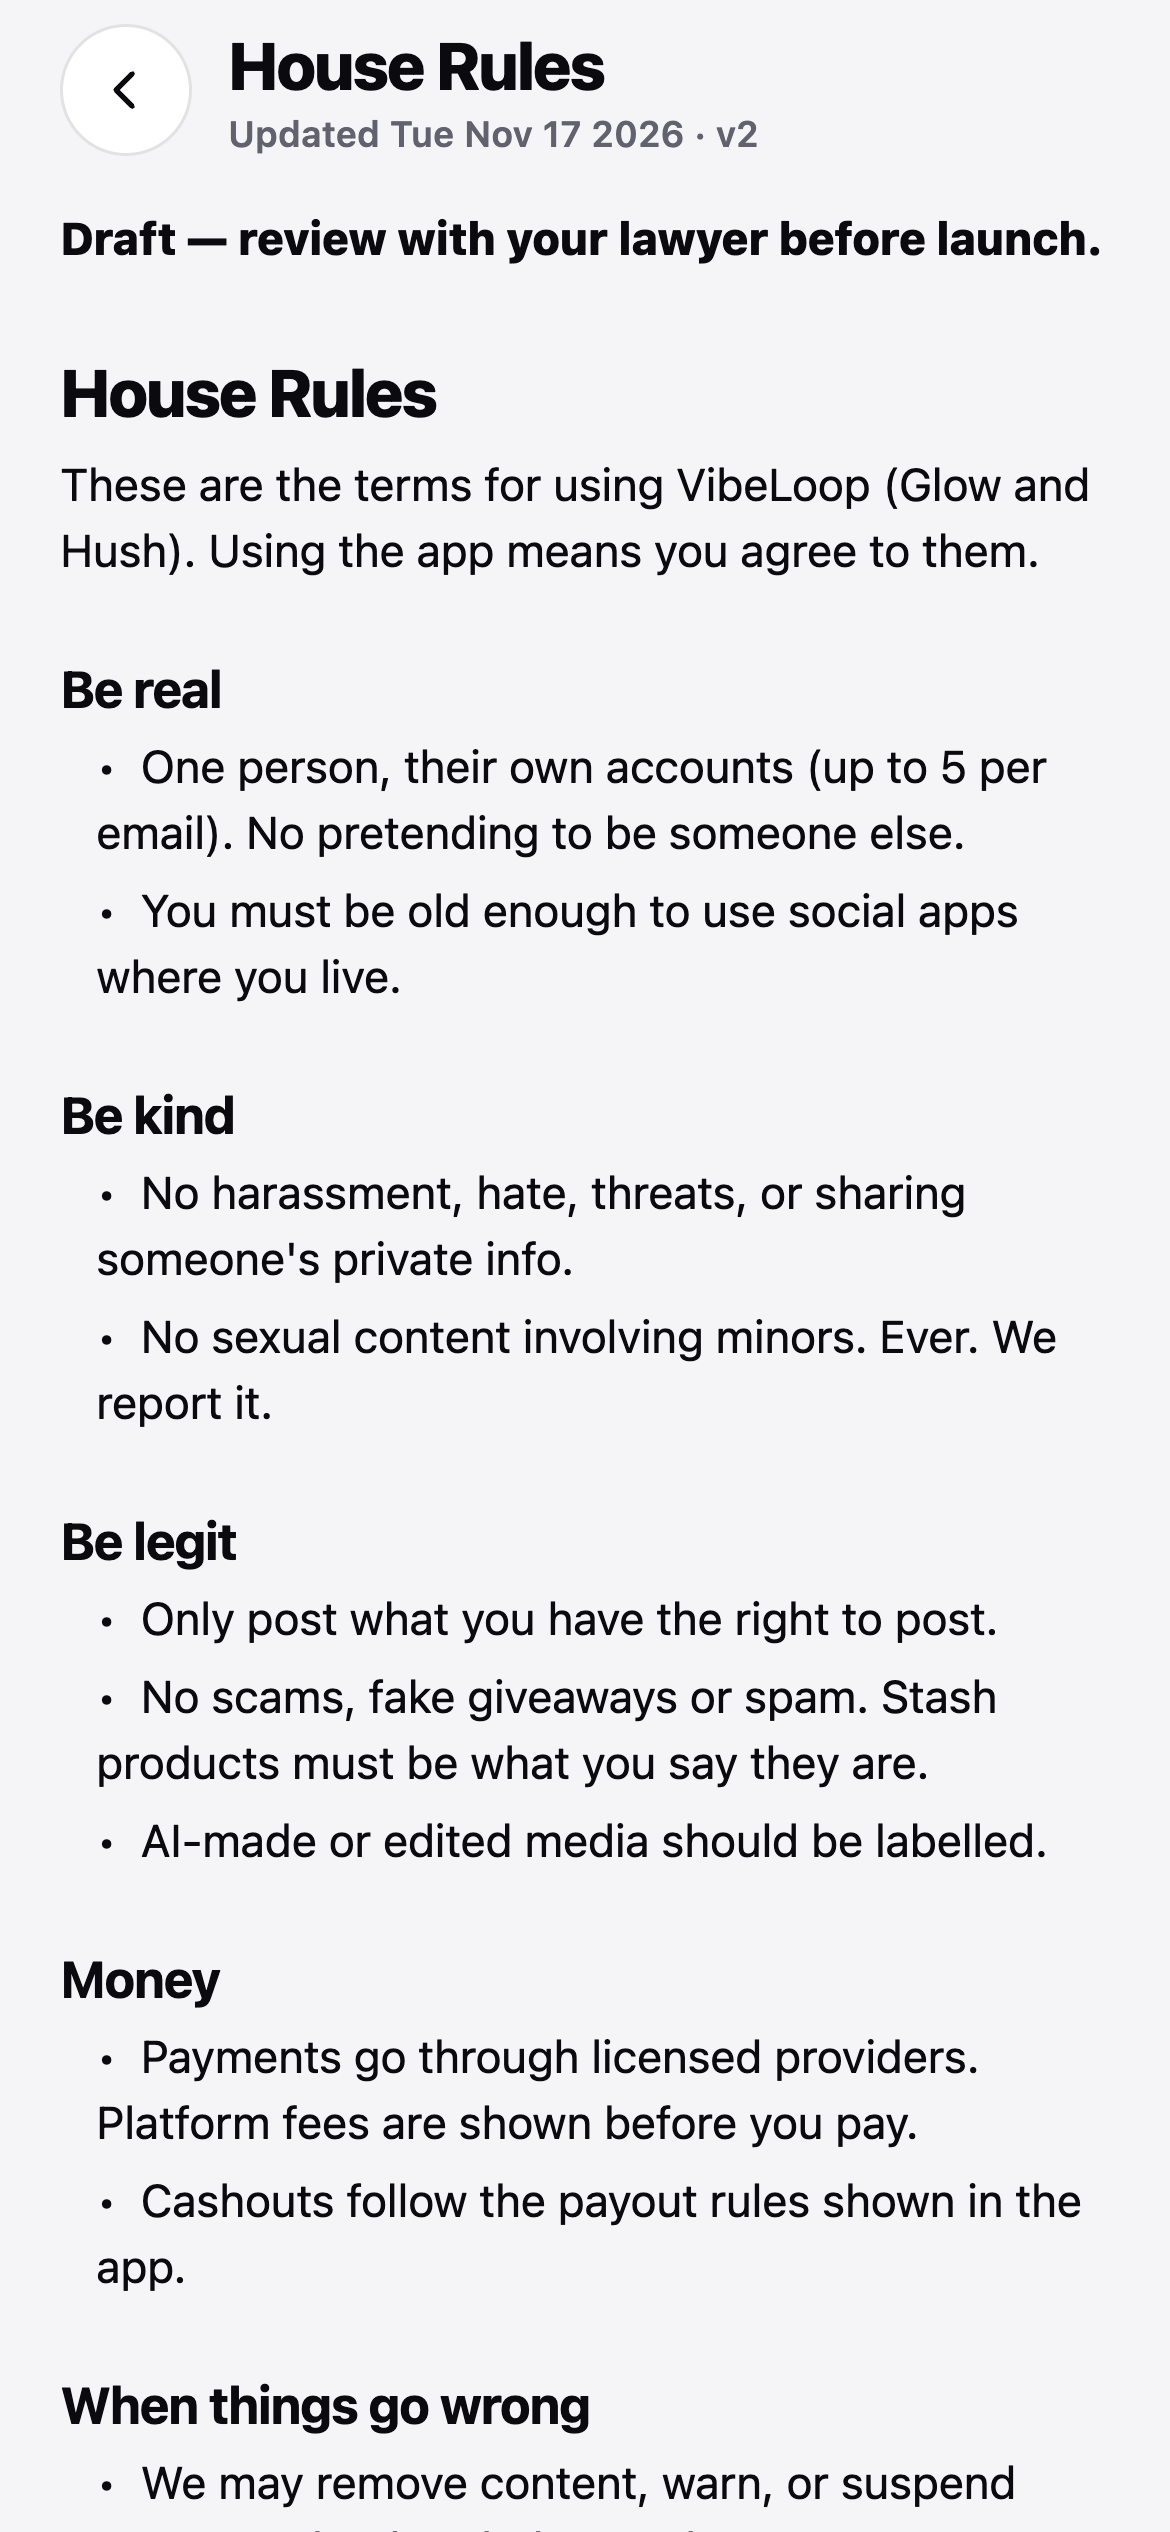 House Rules
Updated Tue Nov 17 2026 · v2
Draft — review with your lawyer before launch.
House Rules
These are the terms for using VibeLoop (Glow and
Hush). Using the app means you agree to them.
Be real
• One person, their own accounts (up to 5 per
email). No pretending to be someone else.
• You must be old enough to use social apps
where you live.
Be kind
• No harassment, hate, threats, or sharing
someone's private info.
• No sexual content involving minors. Ever. We
report it.
Be legit
• Only post what you have the right to post.
• No scams, fake giveaways or spam. Stash
products must be what you say they are.
• AI-made or edited media should be labelled.
Money
• Payments go through licensed providers.
Platform fees are shown before you pay.
• Cashouts follow the payout rules shown in the
app.
When things go wrong
• We may remove content, warn, or suspend